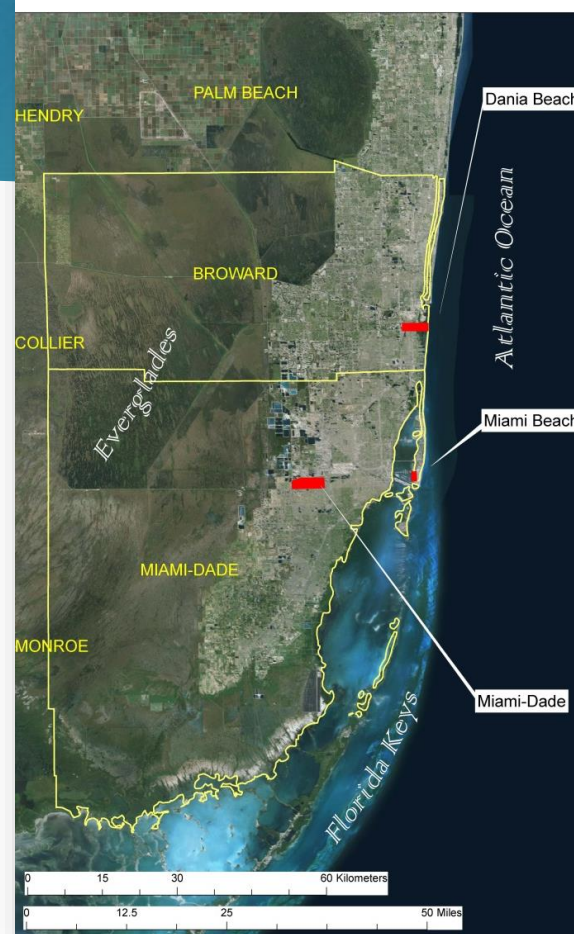 PALM BEACH
Dania Beach
HENDRY
Atlantic Ocean
BROWARD
COLLIER
Everglades
Miami Beach
MIAMI-DADE
MONROE
Miami-Dade
Florida Keys
0 15 30 60 Kilometers
0 12.5 25 50 Miles